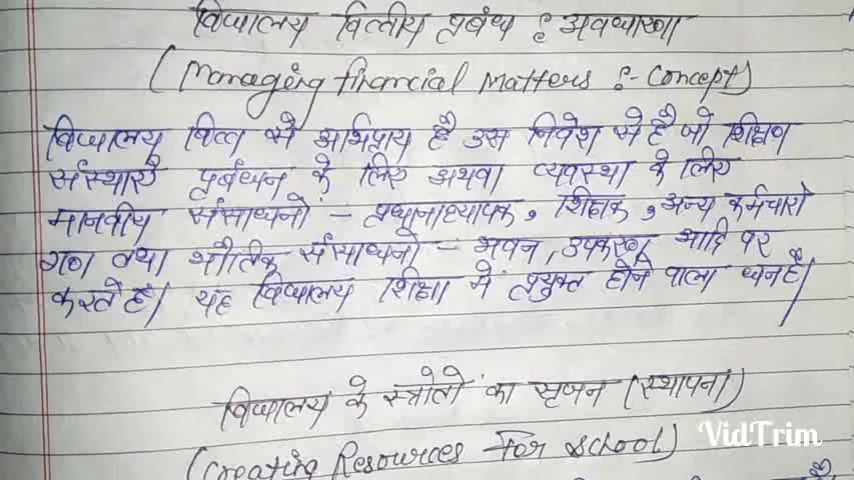 विद्यालय वित्तीय प्रबंध : अवधारणा
(Managing financial Matters :- Concept)
विद्यालय वित्त से अभिप्राय है उस निवेश से है जो शिक्षण
संस्थाएं प्रबंधन के लिए अथवा व्यवस्था के लिए
मानवीय संसाधनों - प्रधानाध्यापक, शिक्षक, अन्य कर्मचारी
गण तथा भौतिक संसाधनों - भवन, उपकरण आदि पर
करते हैं। यह विद्यालय शिक्षा में प्रयुक्त होने वाला धन है।
विद्यालय के स्त्रोतों का सृजन (स्थापना)
(Creating Resources For School)
VidTrim